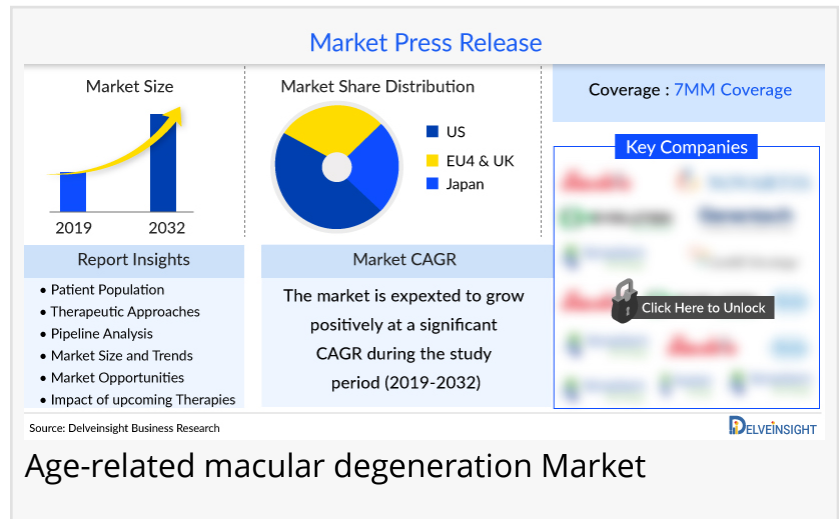 Market Press Release
Market Size
2019
2032
Market Share Distribution
US
EU4 & UK
Japan
Coverage : 7MM Coverage
Key Companies
Click Here to Unlock
Report Insights
• Patient Population
• Therapeutic Approaches
• Pipeline Analysis
• Market Size and Trends
• Market Opportunities
• Impact of upcoming Therapies
Market CAGR
The market is expexted to grow
positively at a significant
CAGR during the study
period (2019-2032)
Source: Delveinsight Business Research
DELVEINSIGHT
Age-related macular degeneration Market